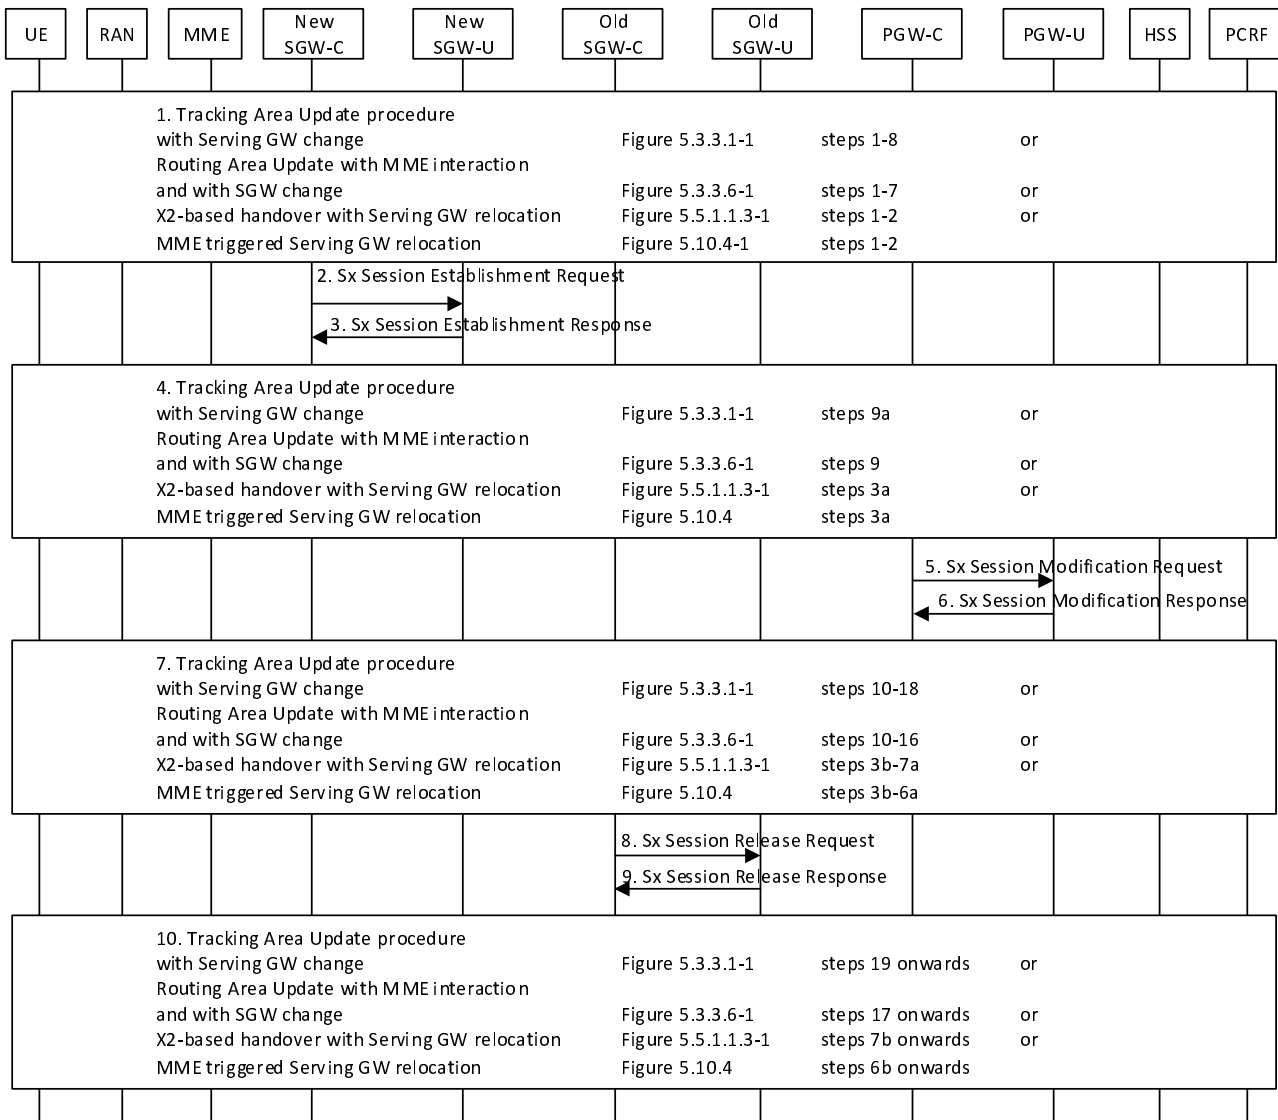 UE RAN MME New SGW-C New SGW-U Old SGW-C Old SGW-U PGW-C PGW-U HSS PCRF
1. Tracking Area Update procedure
with Serving GW change Figure 5.3.3.1-1 steps 1-8 or
Routing Area Update with MME interaction
and with SGW change Figure 5.3.3.6-1 steps 1-7 or
X2-based handover with Serving GW relocation Figure 5.5.1.1.3-1 steps 1-2 or
MME triggered Serving GW relocation Figure 5.10.4-1 steps 1-2
2. Sx Session Establishment Request
3. Sx Session Establishment Response
4. Tracking Area Update procedure
with Serving GW change Figure 5.3.3.1-1 steps 9a or
Routing Area Update with MME interaction
and with SGW change Figure 5.3.3.6-1 steps 9 or
X2-based handover with Serving GW relocation Figure 5.5.1.1.3-1 steps 3a or
MME triggered Serving GW relocation Figure 5.10.4 steps 3a
5. Sx Session Modification Request
6. Sx Session Modification Response
7. Tracking Area Update procedure
with Serving GW change Figure 5.3.3.1-1 steps 10-18 or
Routing Area Update with MME interaction
and with SGW change Figure 5.3.3.6-1 steps 10-16 or
X2-based handover with Serving GW relocation Figure 5.5.1.1.3-1 steps 3b-7a or
MME triggered Serving GW relocation Figure 5.10.4 steps 3b-6a
8. Sx Session Release Request
9. Sx Session Release Response
10. Tracking Area Update procedure
with Serving GW change Figure 5.3.3.1-1 steps 19 onwards or
Routing Area Update with MME interaction
and with SGW change Figure 5.3.3.6-1 steps 17 onwards or
X2-based handover with Serving GW relocation Figure 5.5.1.1.3-1 steps 7b onwards or
MME triggered Serving GW relocation Figure 5.10.4 steps 6b onwards